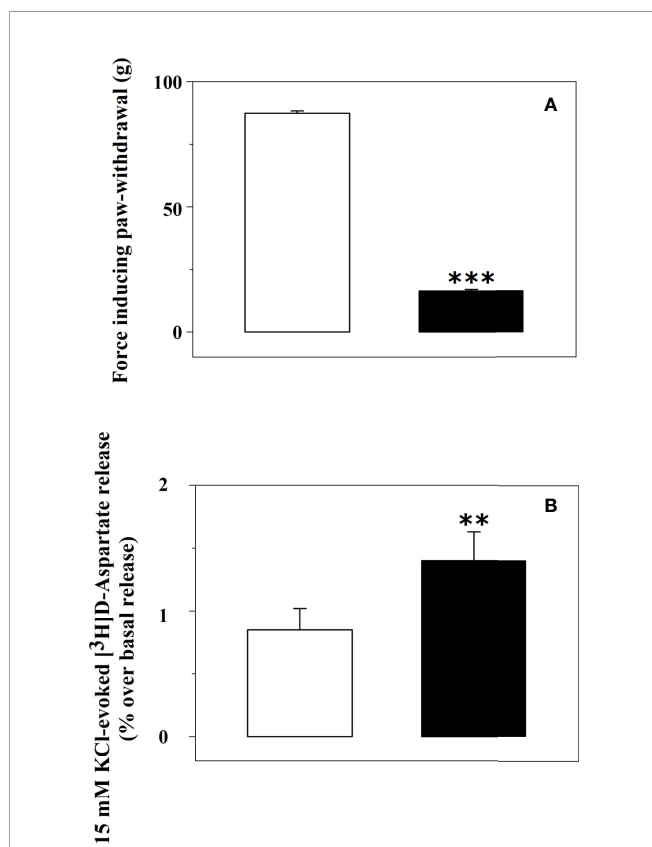 Force inducing paw-withdrawal (g)
100
50
0
A
***
15 mM KCl-evoked [³H]D-Aspartate release
(% over basal release)
2
1
0
B
**